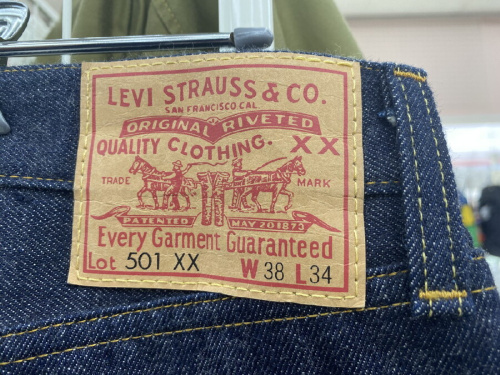 LEVI STRAUSS & CO.
SAN FRANCISCO CAL.
ORIGINAL RIVETED
QUALITY CLOTHING. XX
TRADE MARK
PATENTED MAY 20 1873
Every Garment Guaranteed
Lot 501 XX W 38 L 34